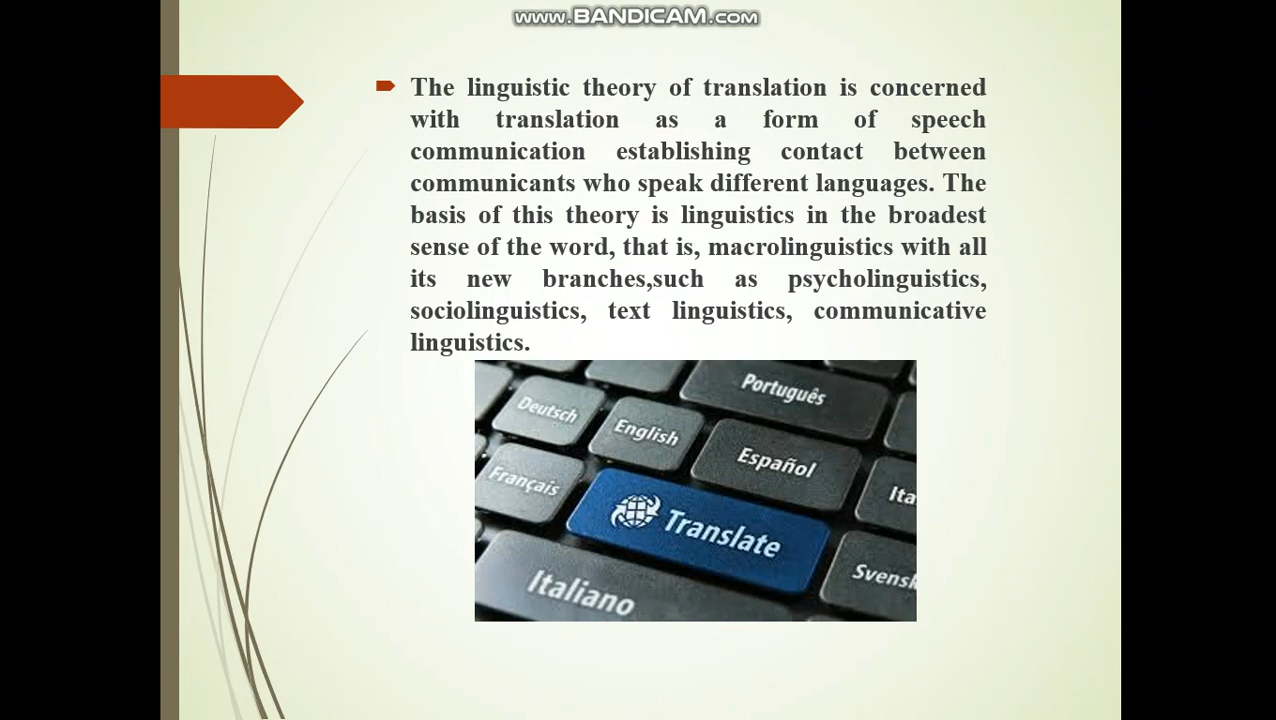 www.BANDICAM.com
The linguistic theory of translation is concerned
with translation as a form of speech
communication establishing contact between
communicants who speak different languages. The
basis of this theory is linguistics in the broadest
sense of the word, that is, macrolinguistics with all
its new branches,such as psycholinguistics,
sociolinguistics, text linguistics, communicative
linguistics.
Português
Deutsch
English
Español
Français
Ita
Translate
Svensk
Italiano